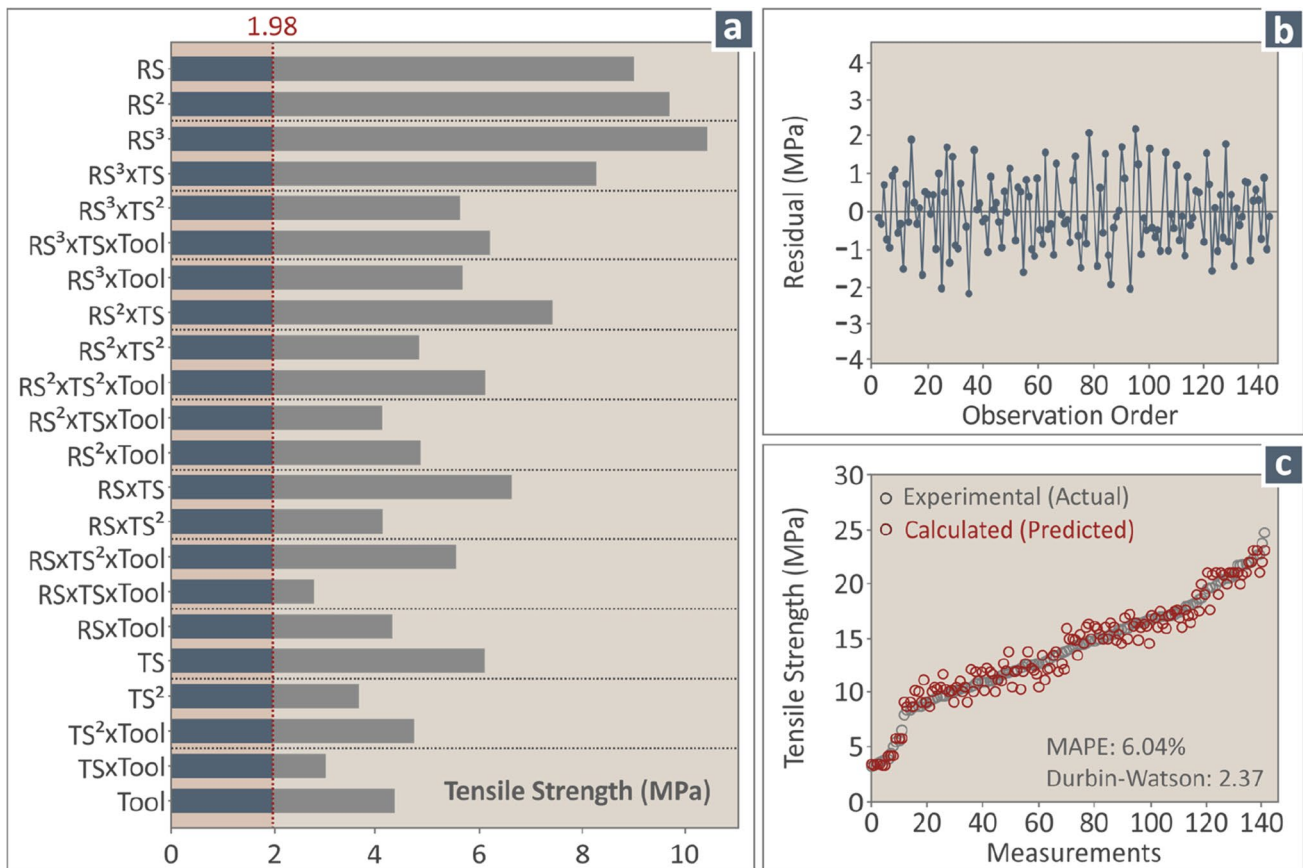 1.98
a
RS
RS²
RS³
RS³xTS
RS³xTS²
RS³xTSxTool
RS³xTool
RS²xTS
RS²xTS²
RS²xTS²xTool
RS²xTSxTool
RS²xTool
RSxTS
RSxTS²
RSxTS²xTool
RSxTSxTool
RSxTool
TS
TS²
TS²xTool
TSxTool
Tool
Tensile Strength (MPa)
0 2 4 6 8 10
b
Residual (MPa)
4
3
2
1
0
−1
−2
−3
−4
0 20 40 60 80 100 120 140
Observation Order
c
Tensile Strength (MPa)
30
25
20
15
10
5
0
Experimental (Actual)
Calculated (Predicted)
MAPE: 6.04%
Durbin-Watson: 2.37
0 20 40 60 80 100 120 140
Measurements